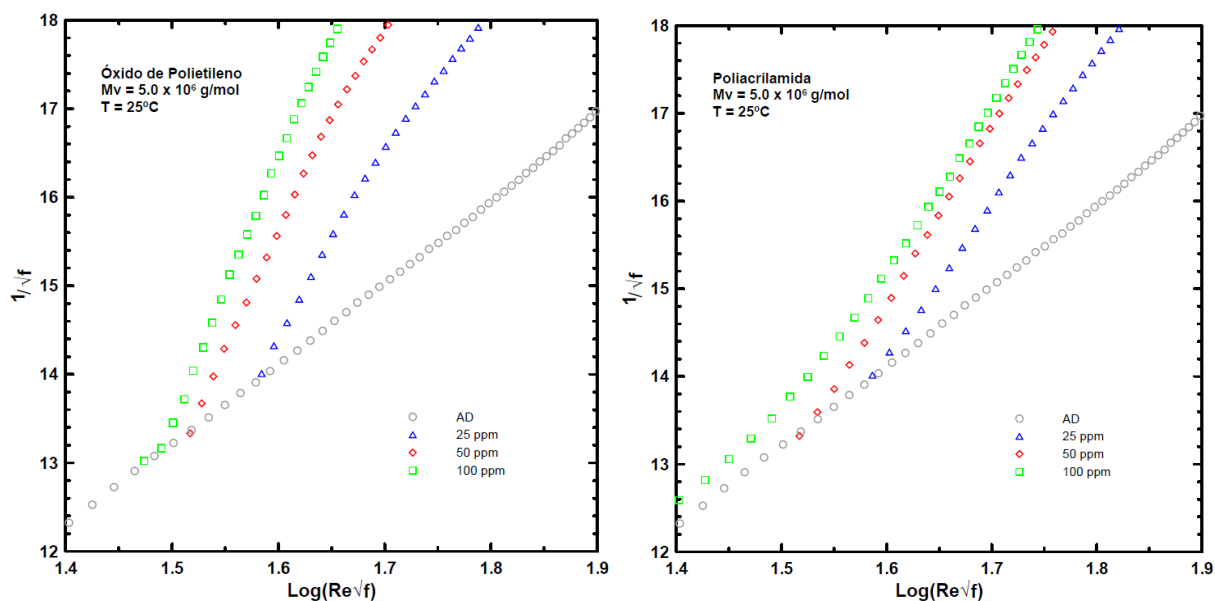 18
17
16
15
14
13
12
1/√f
Óxido de Polietileno
Mv = 5.0 x 10⁶ g/mol
T = 25ºC
AD
25 ppm
50 ppm
100 ppm
1.4 1.5 1.6 1.7 1.8 1.9
Log(Re√f)
18
17
16
15
14
13
12
1/√f
Poliacrilamida
Mv = 5.0 x 10⁶ g/mol
T = 25ºC
AD
25 ppm
50 ppm
100 ppm
1.4 1.5 1.6 1.7 1.8 1.9
Log(Re√f)